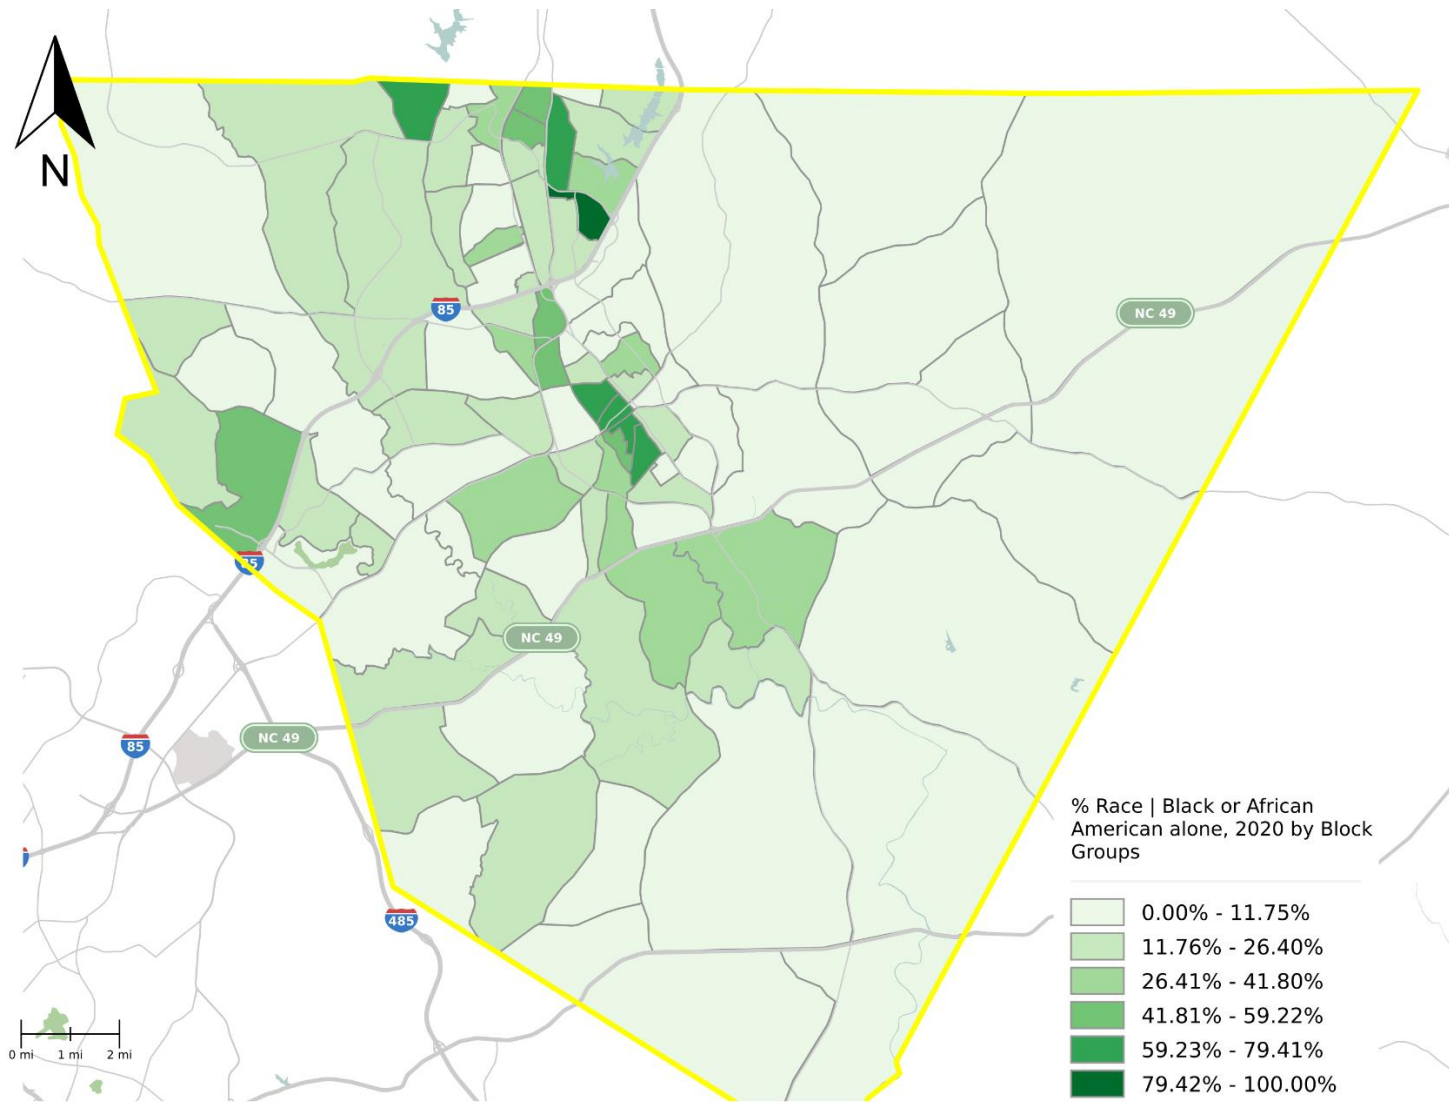 N
85
NC 49
85
NC 49
NC 49
85
485
0 mi 1 mi 2 mi
% Race | Black or African
American alone, 2020 by Block
Groups
0.00% - 11.75%
11.76% - 26.40%
26.41% - 41.80%
41.81% - 59.22%
59.23% - 79.41%
79.42% - 100.00%